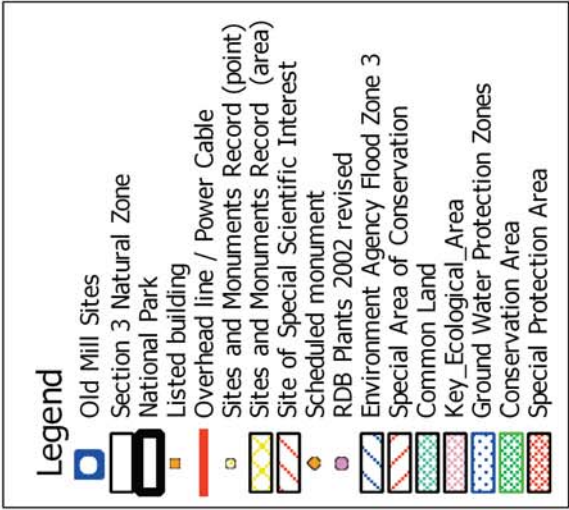 Legend
Old Mill Sites
Section 3 Natural Zone
National Park
Listed building
Overhead line / Power Cable
Sites and Monuments Record (point)
Sites and Monuments Record (area)
Site of Special Scientific Interest
Scheduled monument
RDB Plants 2002 revised
Environment Agency Flood Zone 3
Special Area of Conservation
Common Land
Key_Ecological_Area
Ground Water Protection Zones
Conservation Area
Special Protection Area